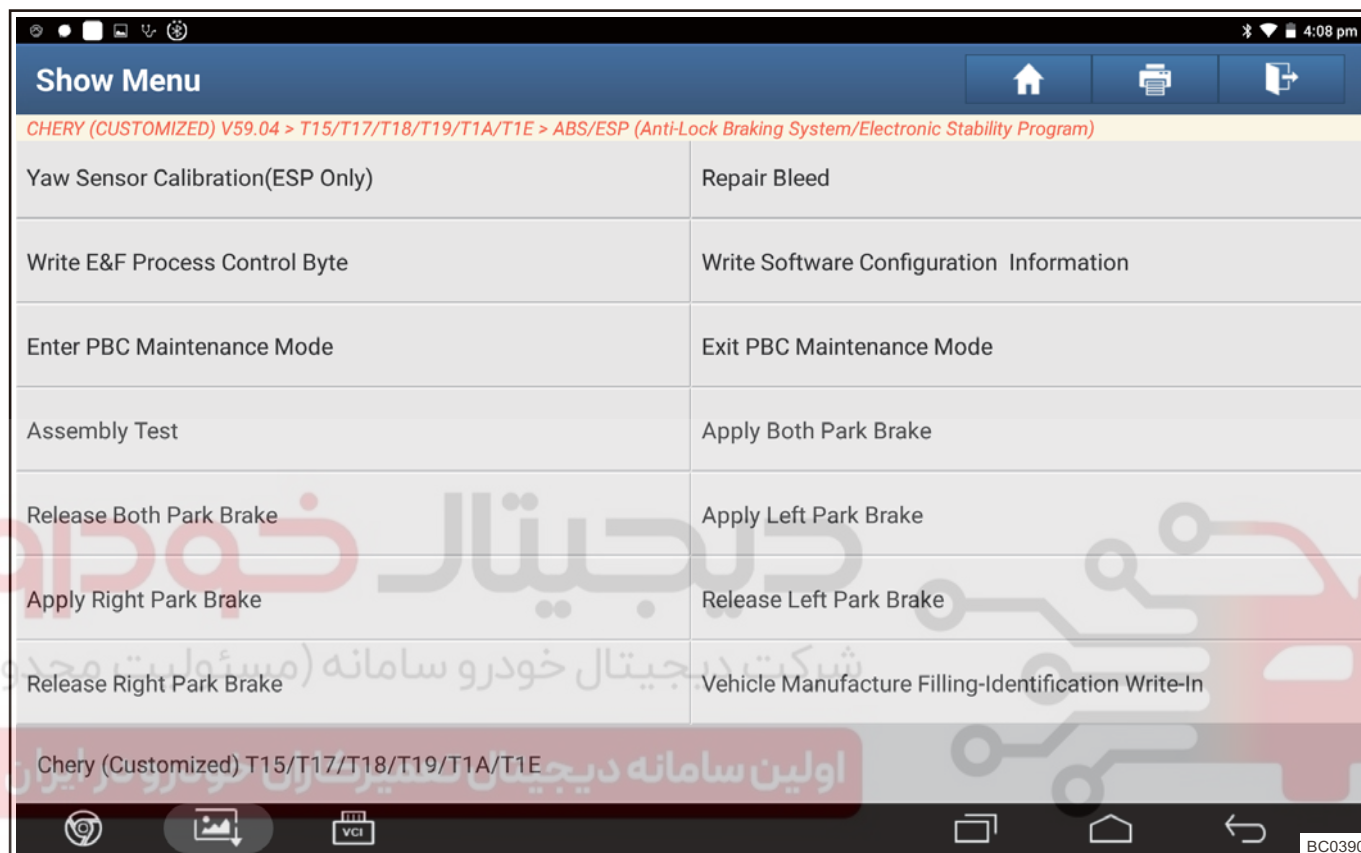 4:08 pm
Show Menu
CHERY (CUSTOMIZED) V59.04 > T15/T17/T18/T19/T1A/T1E > ABS/ESP (Anti-Lock Braking System/Electronic Stability Program)
Yaw Sensor Calibration(ESP Only)
Repair Bleed
Write E&F Process Control Byte
Write Software Configuration Information
Enter PBC Maintenance Mode
Exit PBC Maintenance Mode
Assembly Test
Apply Both Park Brake
Release Both Park Brake
Apply Left Park Brake
دیجیتال خودرو
Apply Right Park Brake
Release Left Park Brake
شرکت دیجیتال خودرو سامانه (مسئولیت
Release Right Park Brake
Vehicle Manufacture Filling-Identification Write-In
Chery (Customized) T15/T17/T18/T19/T1A/T1E
اولین سامانه دیجیتال تعمیرکاران خودرو در ایران
VCI
BC0390